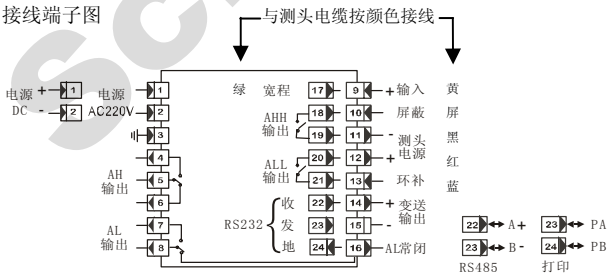 接线端子图
与测头电缆按颜色接线
电源 + 1 电源 1 绿 宽程 17 9 + 输入 黄
DC - 2 AC220V 2 AHH 输出 18 10 屏蔽 屏
3 19 11 - 测头 电源 黑
4 ALL 输出 20 12 + 红
AH 输出 5 21 13 环补 蓝
6 RS232 收 22 14 + 变送 输出
AL 输出 7 发 23 15 -
8 地 24 16 AL常闭
22 A+ 23 PA
23 B- 24 PB
RS485 打印